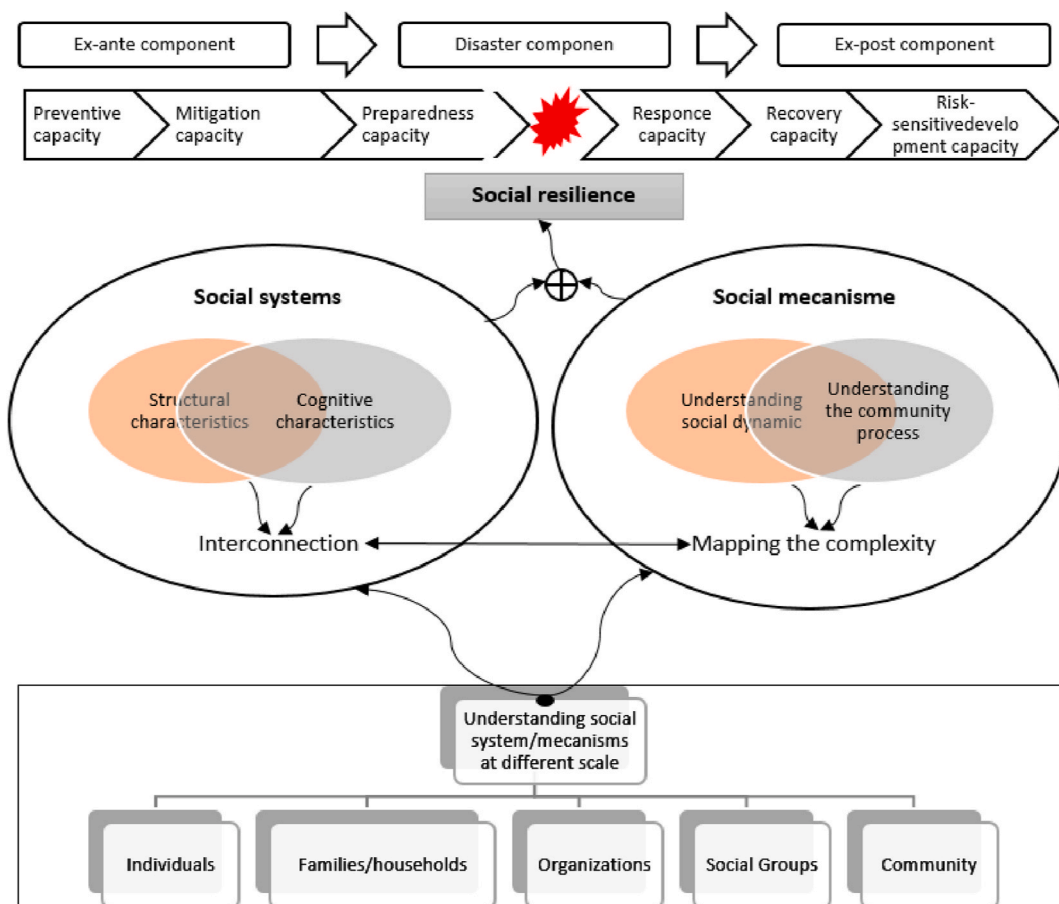 Ex-ante component
Disaster componen
Ex-post component
Preventive
capacity
Mitigation
capacity
Preparedness
capacity
Responce
capacity
Recovery
capacity
Risk-
sensitivedevelo
pment capacity
Social resilience
Social systems
Social mecanisme
Structural
characteristics
Cognitive
characteristics
Understanding
social dynamic
Understanding
the community
process
Interconnection
Mapping the complexity
Understanding social
system/mecanisms
at different scale
Individuals
Families/households
Organizations
Social Groups
Community